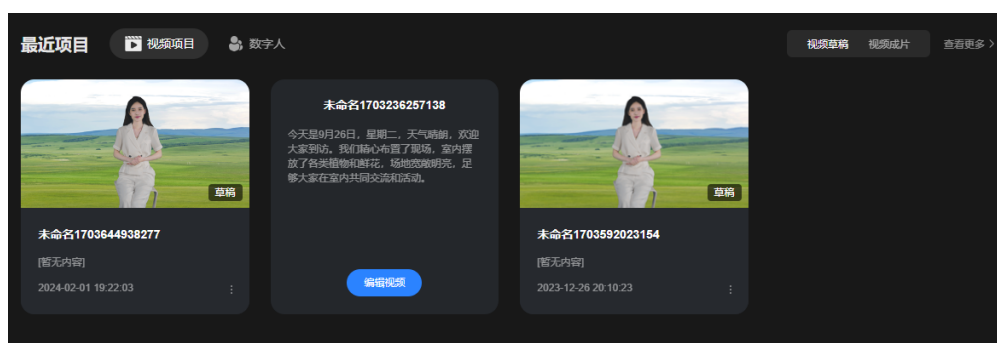 最近项目 视频项目 数字人 视频草稿 视频成片 查看更多
草稿
未命名1703644938277
[暂无内容]
2024-02-01 19:22:03
未命名1703236257138
今天是9月26日，星期二，天气晴朗，欢迎
大家到访。我们精心布置了现场，室内摆
放了各类植物和鲜花，场地宽敞明亮，足
够大家在室内共同交流和活动。
编辑视频
草稿
未命名1703592023154
[暂无内容]
2023-12-26 20:10:23